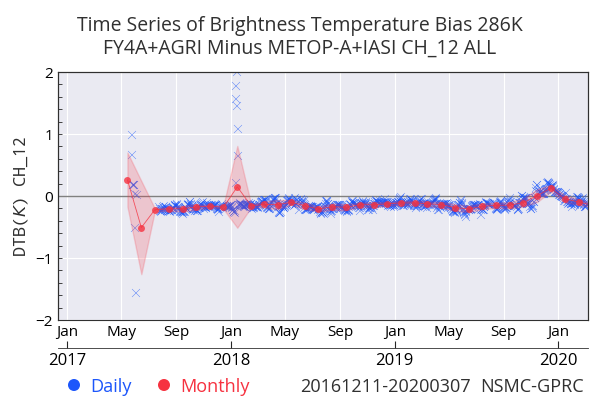 Time Series of Brightness Temperature Bias 286K
FY4A+AGRI Minus METOP-A+IASI CH_12 ALL
DTB(K) CH_12
2
1
0
−1
−2
Jan May Sep Jan May Sep Jan May Sep Jan
2017 2018 2019 2020
Daily Monthly 20161211-20200307 NSMC-GPRC